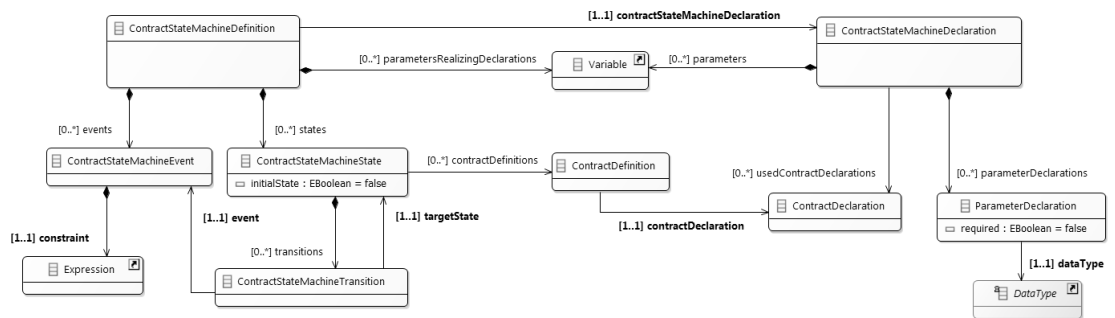 ContractStateMachineDefinition
[1..1] contractStateMachineDeclaration
ContractStateMachineDeclaration
[0..*] parametersRealizingDeclarations
Variable
[0..*] parameters
[0..*] events
[0..*] states
ContractStateMachineEvent
ContractStateMachineState
initialState : EBoolean = false
[0..*] contractDefinitions
ContractDefinition
[0..*] usedContractDeclarations
[0..*] parameterDeclarations
[1..1] event
[1..1] targetState
[1..1] contractDeclaration
ContractDeclaration
ParameterDeclaration
required : EBoolean = false
[1..1] constraint
[0..*] transitions
[1..1] dataType
Expression
ContractStateMachineTransition
a
DataType